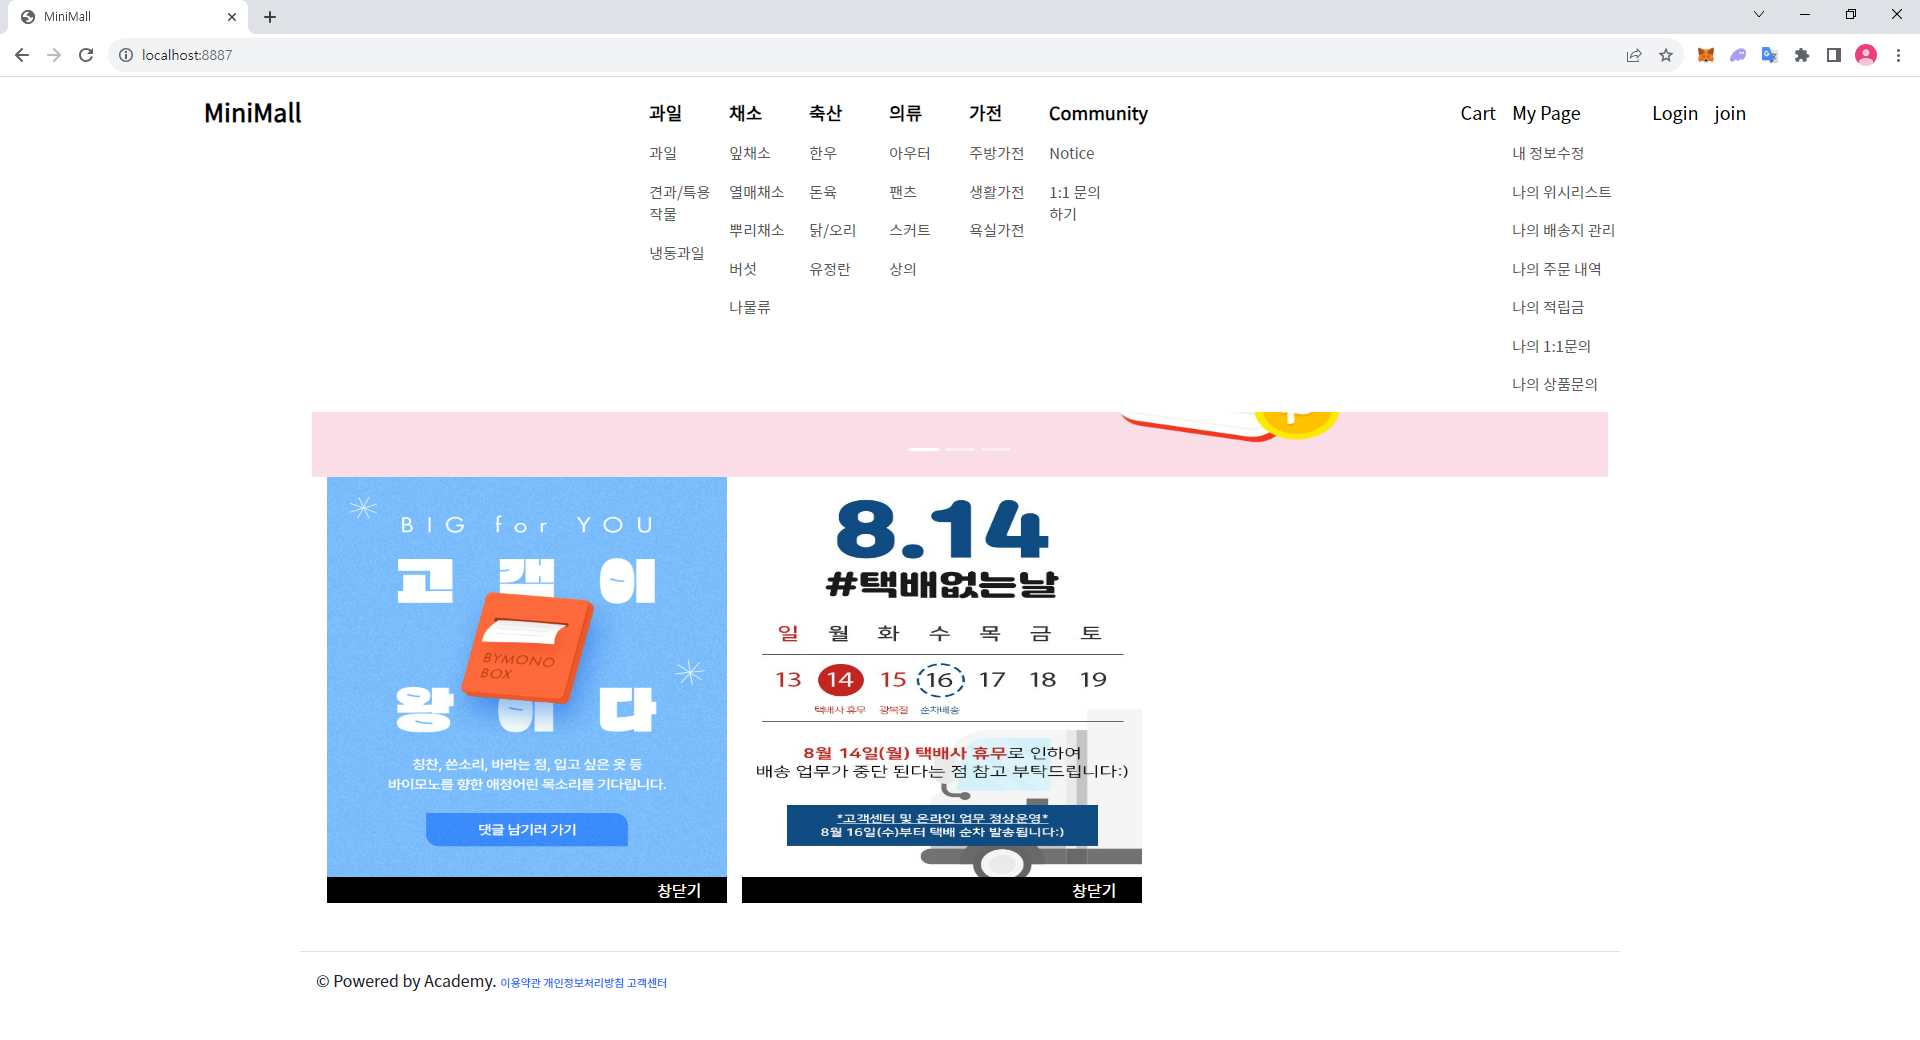 MiniMall
localhost:8887
MiniMall
과일 채소 축산 의류 가전 Community
Cart My Page Login join
과일
견과/특용
작물
냉동과일
잎채소
열매채소
뿌리채소
버섯
나물류
한우
돈육
닭/오리
유정란
아우터
팬츠
스커트
상의
주방가전
생활가전
욕실가전
Notice
1:1 문의
하기
내 정보수정
나의 위시리스트
나의 배송지 관리
나의 주문 내역
나의 적립금
나의 1:1문의
나의 상품문의
BIG for YOU
고객이
BYMONO
BOX
왕이다
칭찬, 쓴소리, 바라는 점, 입고 싶은 옷 등
바이모노를 향한 애정어린 목소리를 기다립니다.
댓글 남기러 가기
창닫기
8.14
#택배없는날
일 월 화 수 목 금 토
13 14 15 16 17 18 19
택배사 휴무 광복절 순차배송
8월 14일(월) 택배사 휴무로 인하여
배송 업무가 중단 된다는 점 참고 부탁드립니다:)
*고객센터 및 온라인 업무 정상운영*
8월 16일(수)부터 택배 순차 발송됩니다:)
창닫기
© Powered by Academy. 이용약관 개인정보처리방침 고객센터